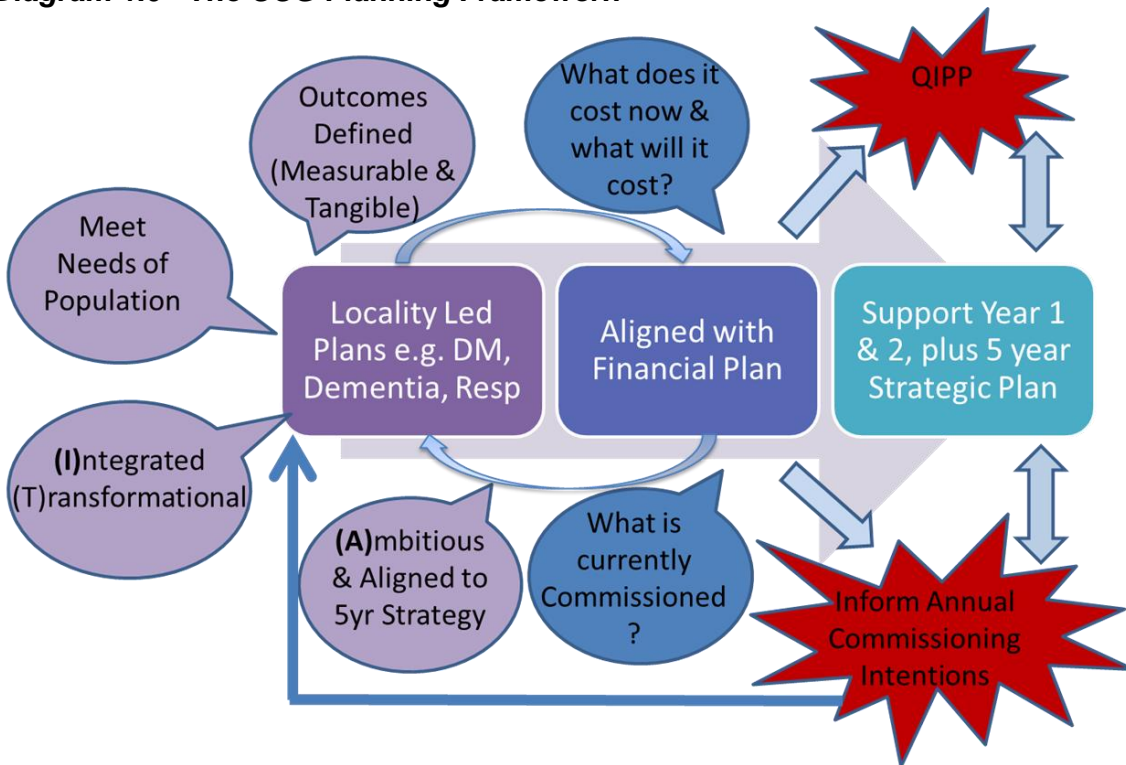 Outcomes
Defined
(Measurable &
Tangible)
What does it
cost now &
what will it
cost?
QIPP
Meet
Needs of
Population
Locality Led
Plans e.g. DM,
Dementia, Resp
Aligned with
Financial Plan
Support Year 1
& 2, plus 5 year
Strategic Plan
(I)ntegrated
(T)ransformational
(A)mbitious
& Aligned to
5yr Strategy
What is
currently
Commissioned
?
Inform Annual
Commissioning
Intentions